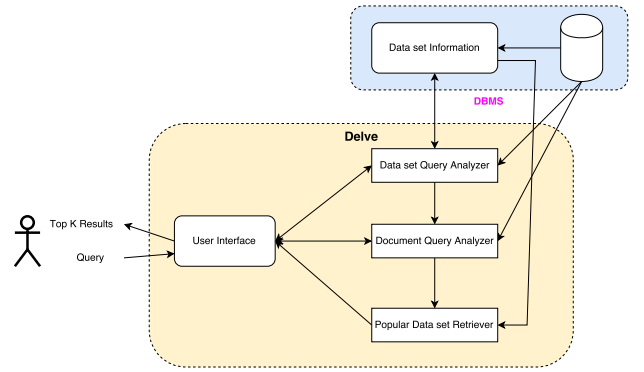 Data set Information
DBMS
Delve
Data set Query Analyzer
Top K Results
User Interface
Document Query Analyzer
Query
Popular Data set Retriever